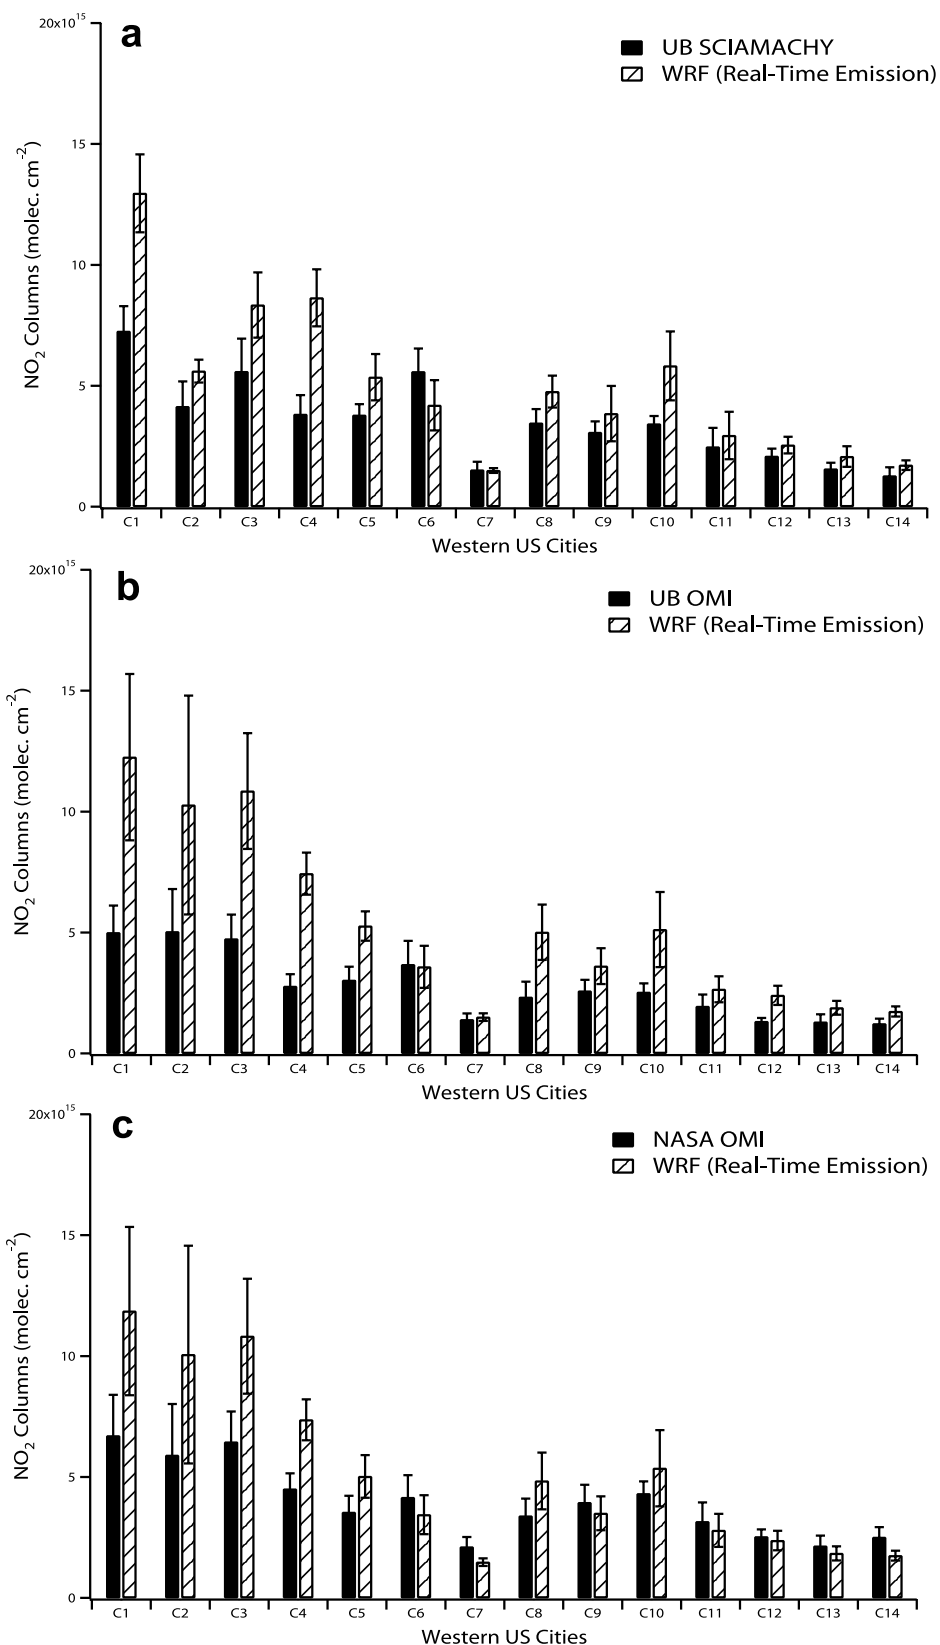 a
20x10¹⁵
15
10
5
0
NO₂ Columns (molec. cm⁻²)
UB SCIAMACHY
WRF (Real-Time Emission)
C1 C2 C3 C4 C5 C6 C7 C8 C9 C10 C11 C12 C13 C14
Western US Cities
b
20x10¹⁵
15
10
5
0
NO₂ Columns (molec. cm⁻²)
UB OMI
WRF (Real-Time Emission)
C1 C2 C3 C4 C5 C6 C7 C8 C9 C10 C11 C12 C13 C14
Western US Cities
c
20x10¹⁵
15
10
5
0
NO₂ Columns (molec. cm⁻²)
NASA OMI
WRF (Real-Time Emission)
C1 C2 C3 C4 C5 C6 C7 C8 C9 C10 C11 C12 C13 C14
Western US Cities